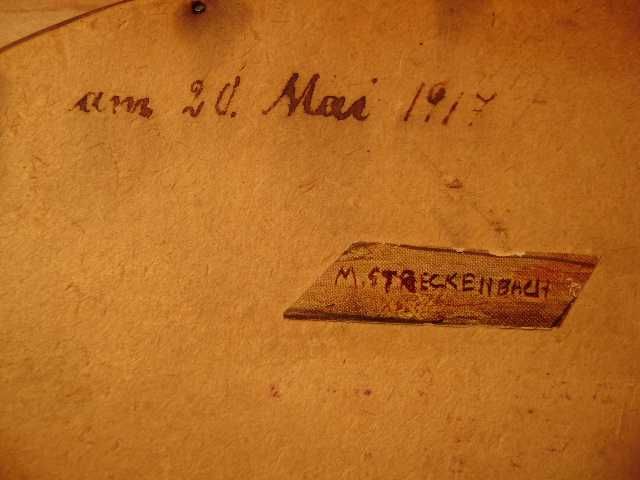 am 20. Mai 1917
M. STRECKENBACH